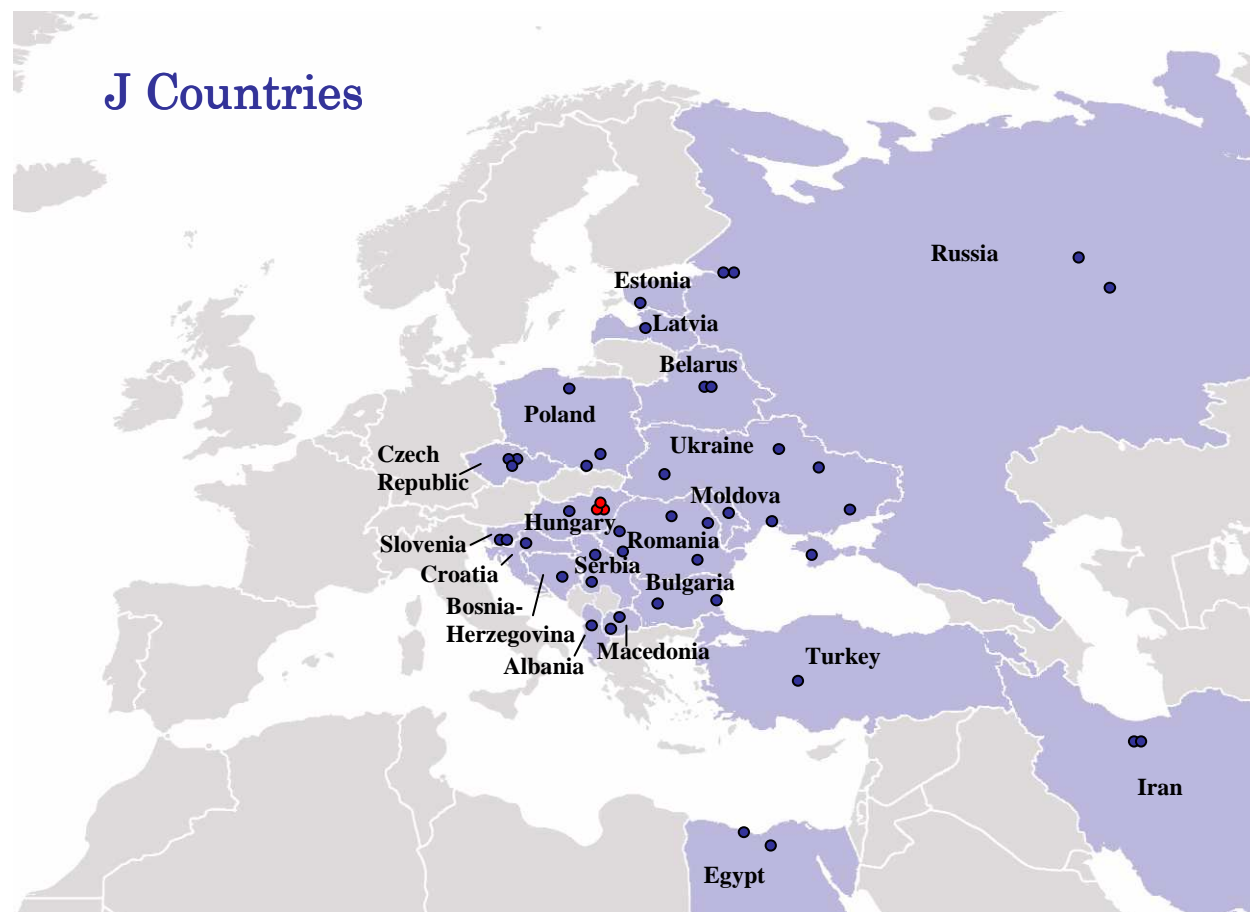 J Countries
Russia
Estonia
Latvia
Belarus
Poland
Ukraine
Czech
Republic
Moldova
Hungary
Slovenia
Romania
Croatia
Serbia
Bulgaria
Bosnia-
Herzegovina
Macedonia
Albania
Turkey
Iran
Egypt